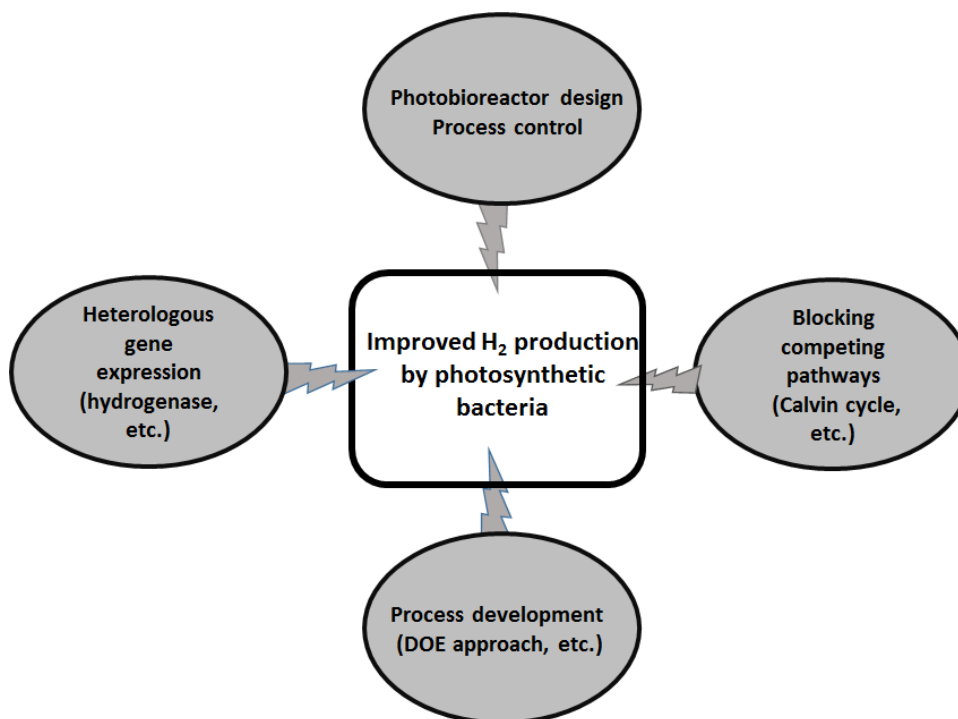 Photobioreactor design
Process control
Heterologous
gene
expression
(hydrogenase,
etc.)
Improved H₂ production
by photosynthetic
bacteria
Blocking
competing
pathways
(Calvin cycle,
etc.)
Process development
(DOE approach, etc.)